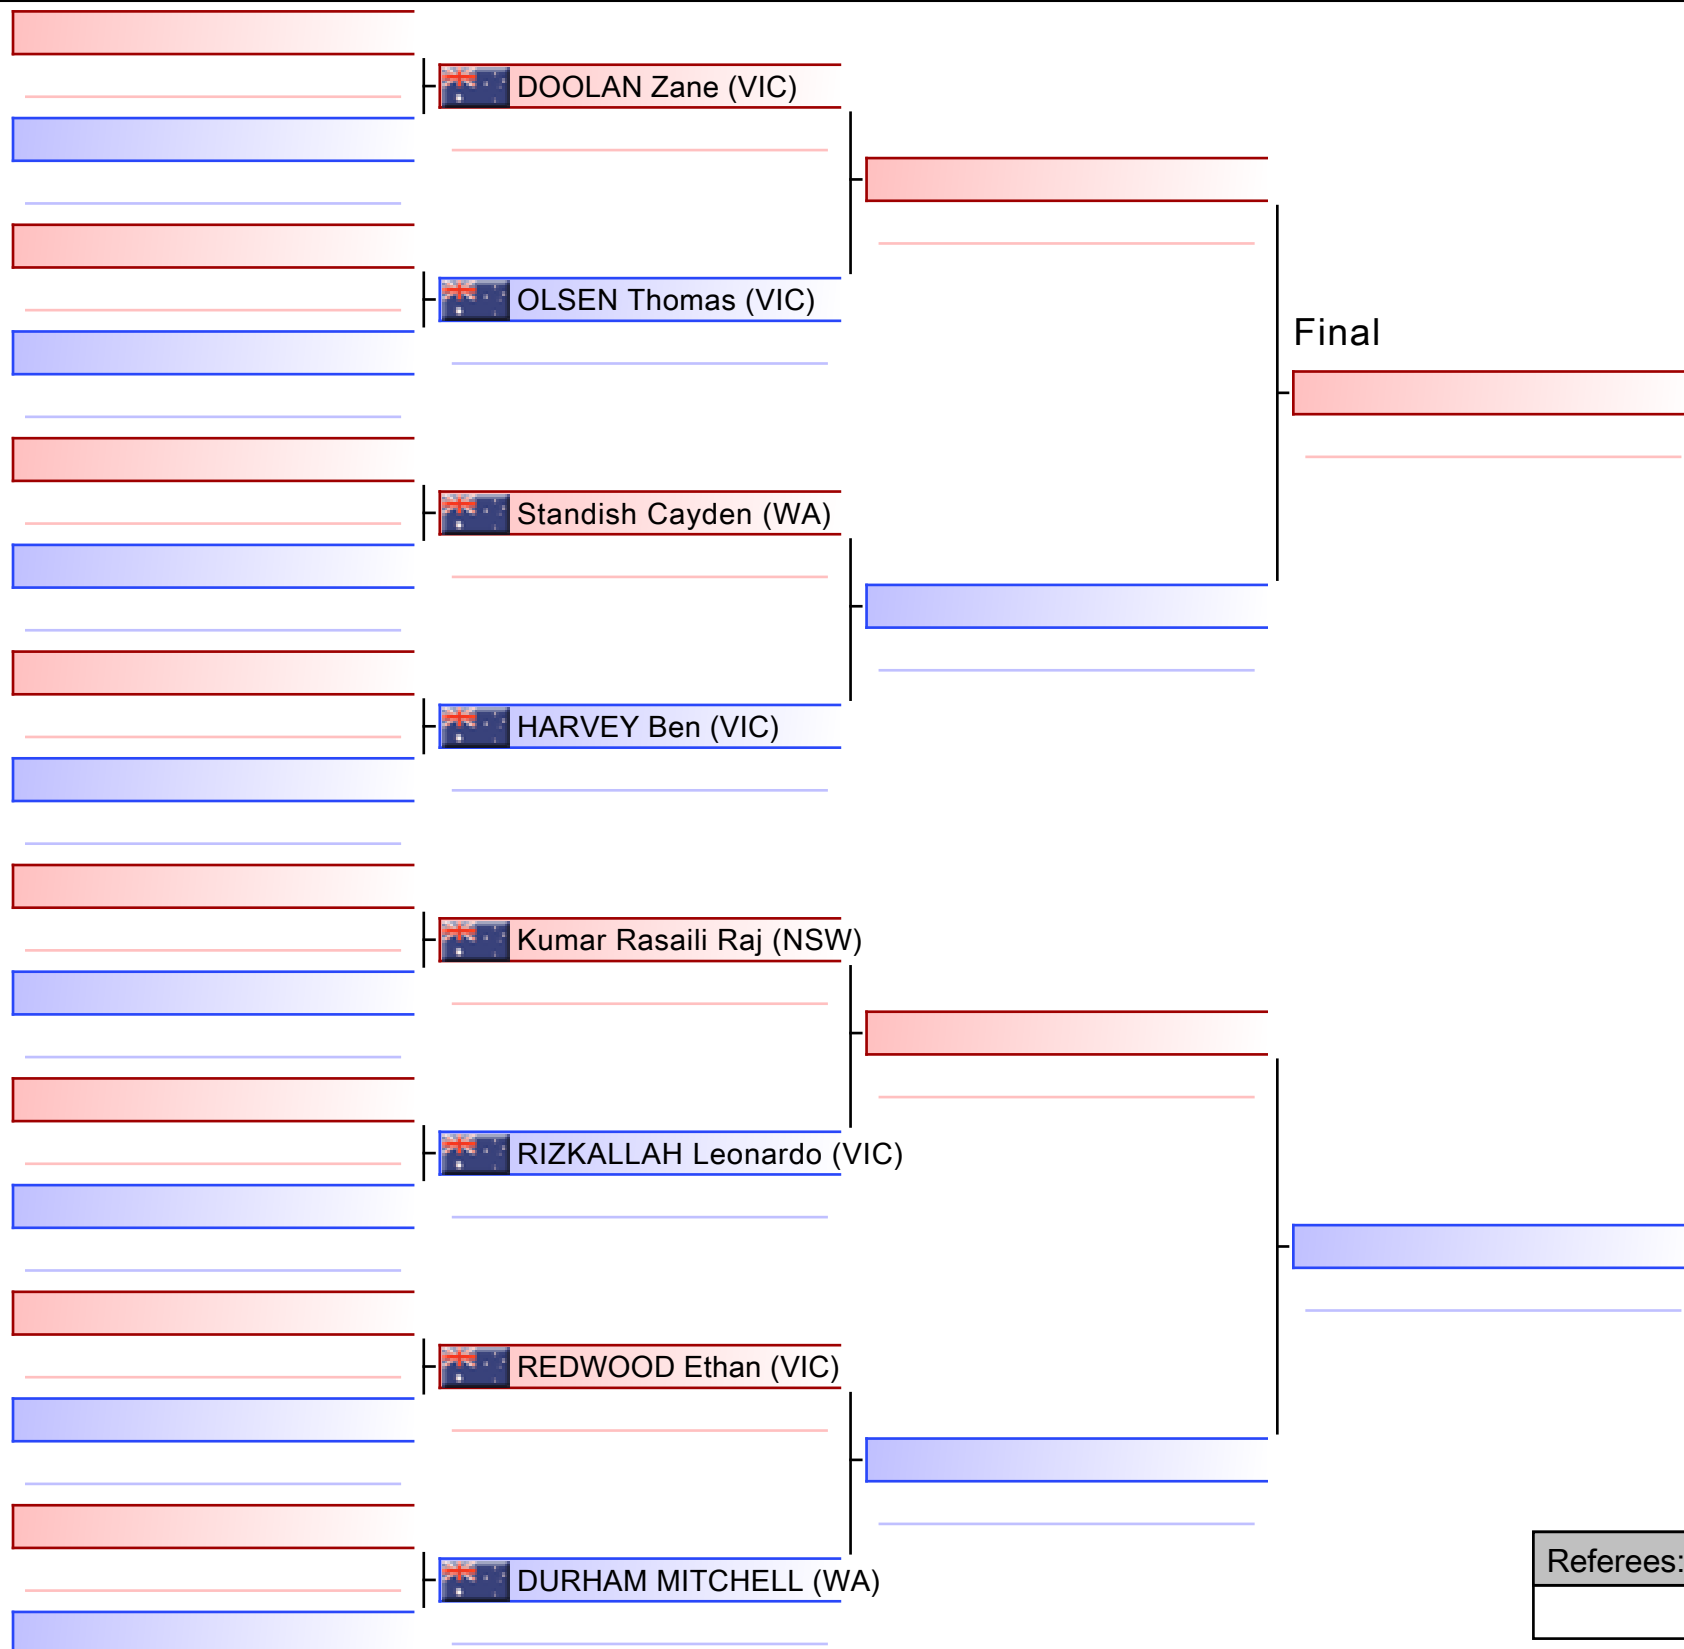 DOOLAN Zane (VIC)
OLSEN Thomas (VIC)
Final
Standish Cayden (WA)
HARVEY Ben (VIC)
Kumar Rasaili Raj (NSW)
RIZKALLAH Leonardo (VIC)
REDWOOD Ethan (VIC)
Referees:
DURHAM MITCHELL (WA)